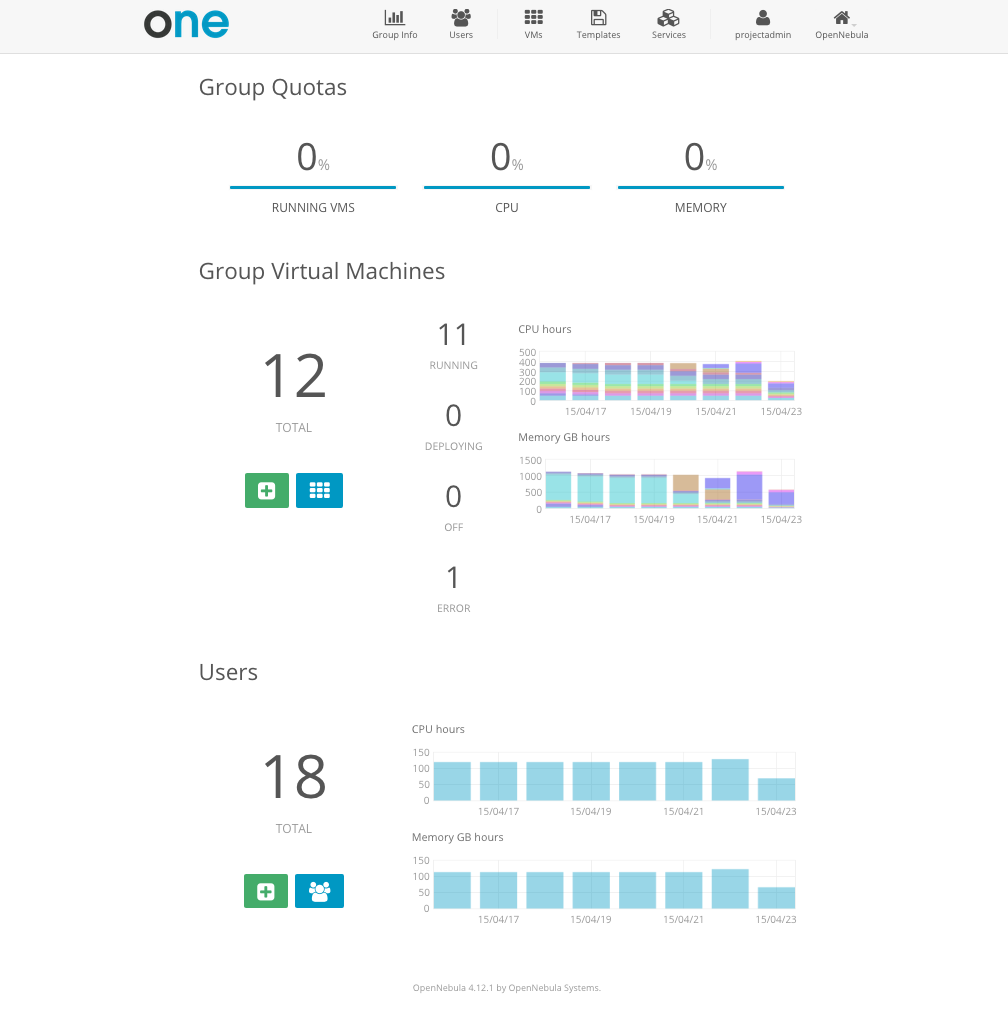 one
Group Info Users VMs Templates Services projectadmin OpenNebula
Group Quotas
0% 0% 0%
RUNNING VMS CPU MEMORY
Group Virtual Machines
12
TOTAL
11
RUNNING
0
DEPLOYING
0
OFF
1
ERROR
CPU hours
500
400
300
200
100
0
15/04/17 15/04/19 15/04/21 15/04/23
Memory GB hours
1500
1000
500
0
15/04/17 15/04/19 15/04/21 15/04/23
Users
18
TOTAL
CPU hours
150
100
50
0
15/04/17 15/04/19 15/04/21 15/04/23
Memory GB hours
150
100
50
0
15/04/17 15/04/19 15/04/21 15/04/23
OpenNebula 4.12.1 by OpenNebula Systems.